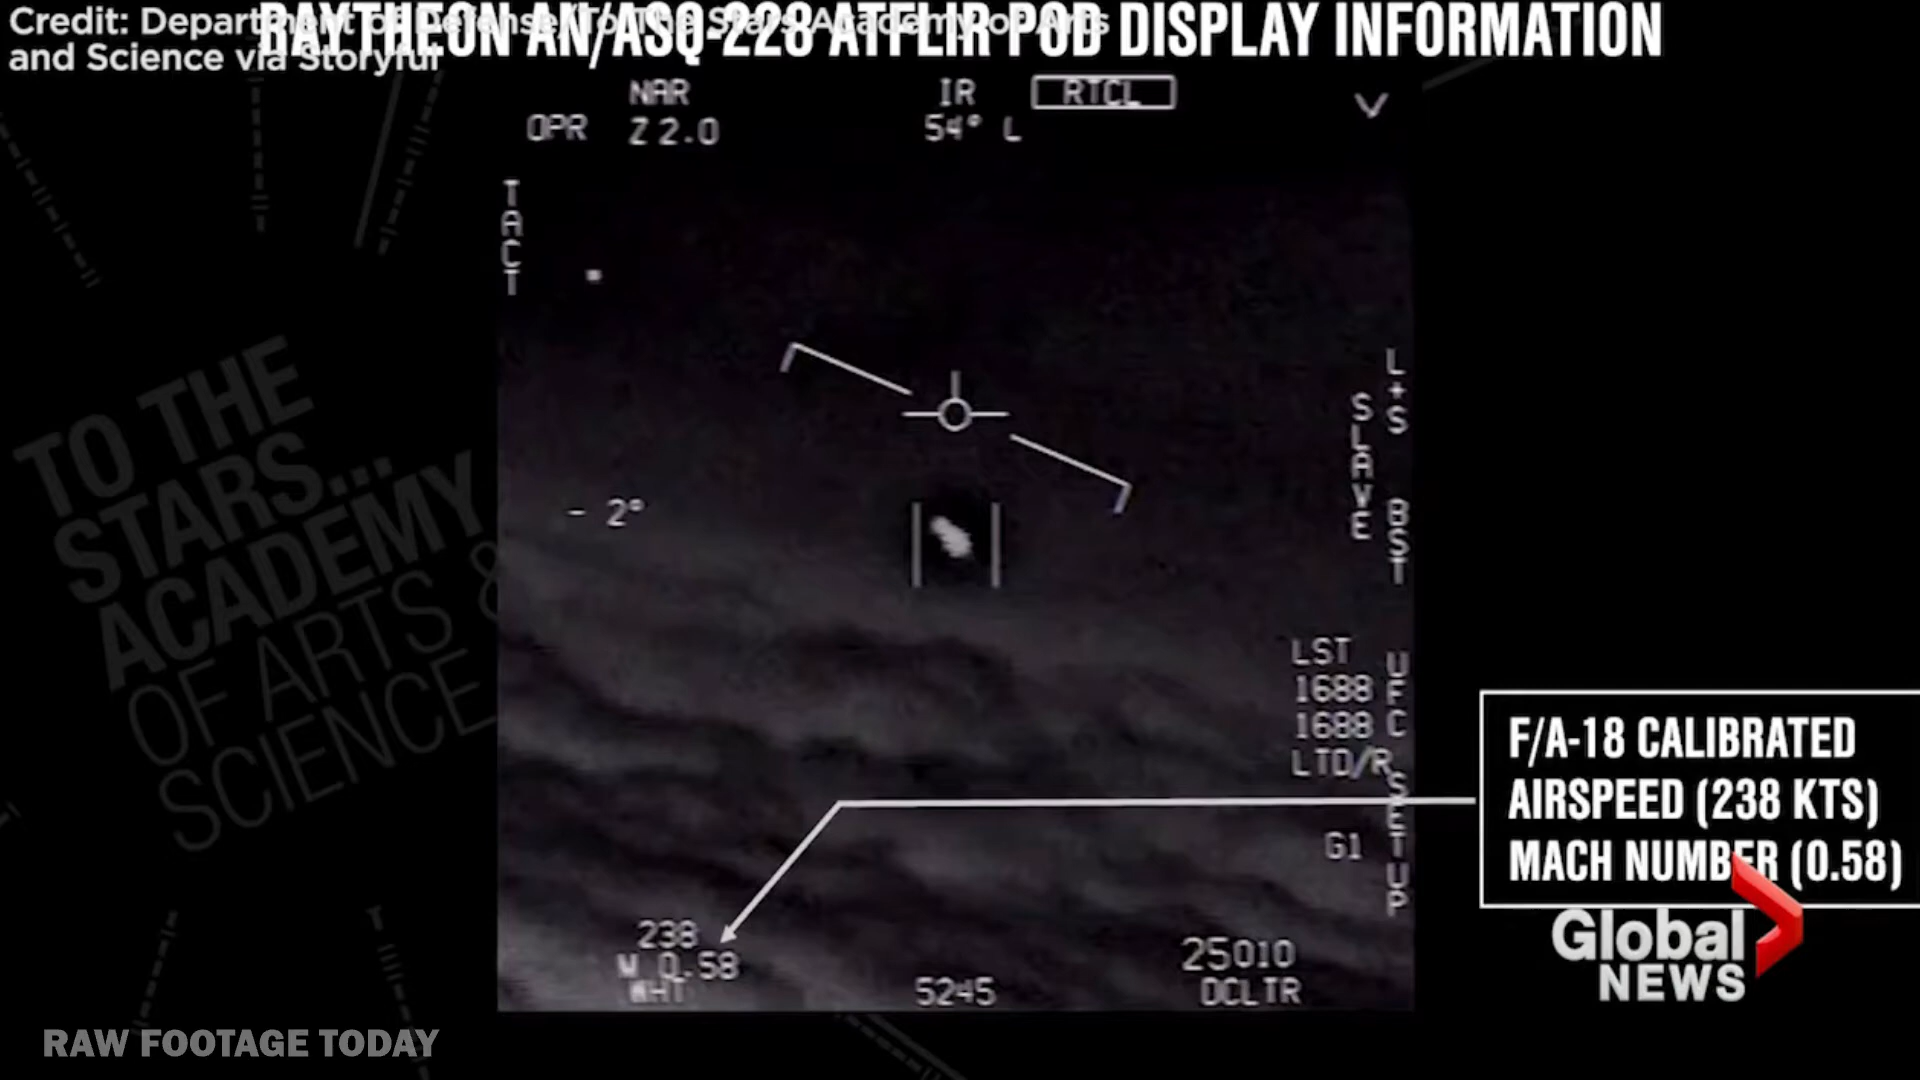 Credit: Department of Defense/To The Stars Academy of Arts
and Science via Storyful
RAYTHEON AN/ASQ-228 ATFLIR POD DISPLAY INFORMATION
NAR IR RTCL
OPR Z 2.0 54° L
TACT
L+S
SLAVE
- 2°
BST
TO THE
STARS...
ACADEMY
OF ARTS &
SCIENCE
LST
1688
1688
LTD/R
UFC
SETUP
G1
F/A-18 CALIBRATED
AIRSPEED (238 KTS)
MACH NUMBER (0.58)
238
M 0.58
WHT
5245
25010
DCLTR
Global
NEWS
RAW FOOTAGE TODAY